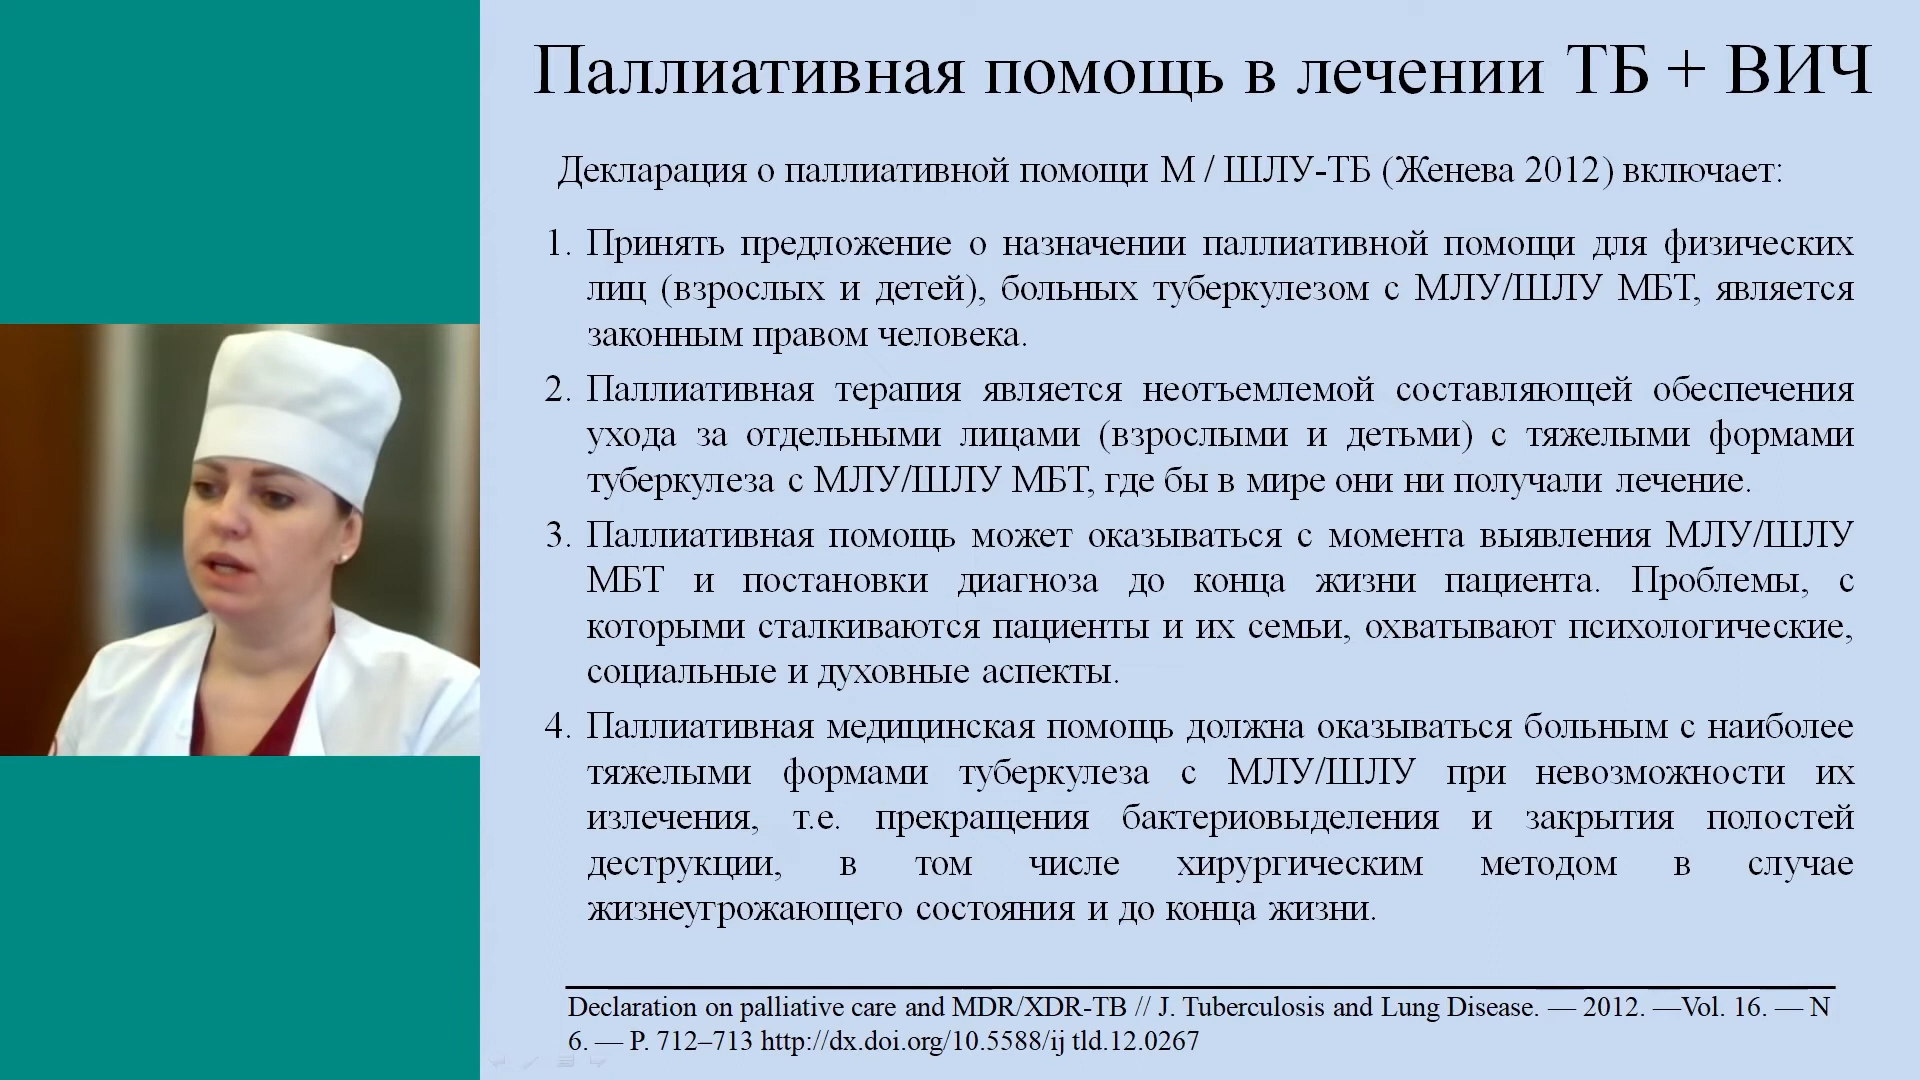 Паллиативная помощь в лечении ТБ + ВИЧ
Декларация о паллиативной помощи М / ШЛУ-ТБ (Женева 2012) включает:
1. Принять предложение о назначении паллиативной помощи для физических
лиц (взрослых и детей), больных туберкулезом с МЛУ/ШЛУ МБТ, является
законным правом человека.
2. Паллиативная терапия является неотъемлемой составляющей обеспечения
ухода за отдельными лицами (взрослыми и детьми) с тяжелыми формами
туберкулеза с МЛУ/ШЛУ МБТ, где бы в мире они ни получали лечение.
3. Паллиативная помощь может оказываться с момента выявления МЛУ/ШЛУ
МБТ и постановки диагноза до конца жизни пациента. Проблемы, с
которыми сталкиваются пациенты и их семьи, охватывают психологические,
социальные и духовные аспекты.
4. Паллиативная медицинская помощь должна оказываться больным с наиболее
тяжелыми формами туберкулеза с МЛУ/ШЛУ при невозможности их
излечения, т.е. прекращения бактериовыделения и закрытия полостей
деструкции, в том числе хирургическим методом в случае
жизнеугрожающего состояния и до конца жизни.
Declaration on palliative care and MDR/XDR-TB // J. Tuberculosis and Lung Disease. — 2012. —Vol. 16. — N
6. — P. 712–713 http://dx.doi.org/10.5588/ij tld.12.0267